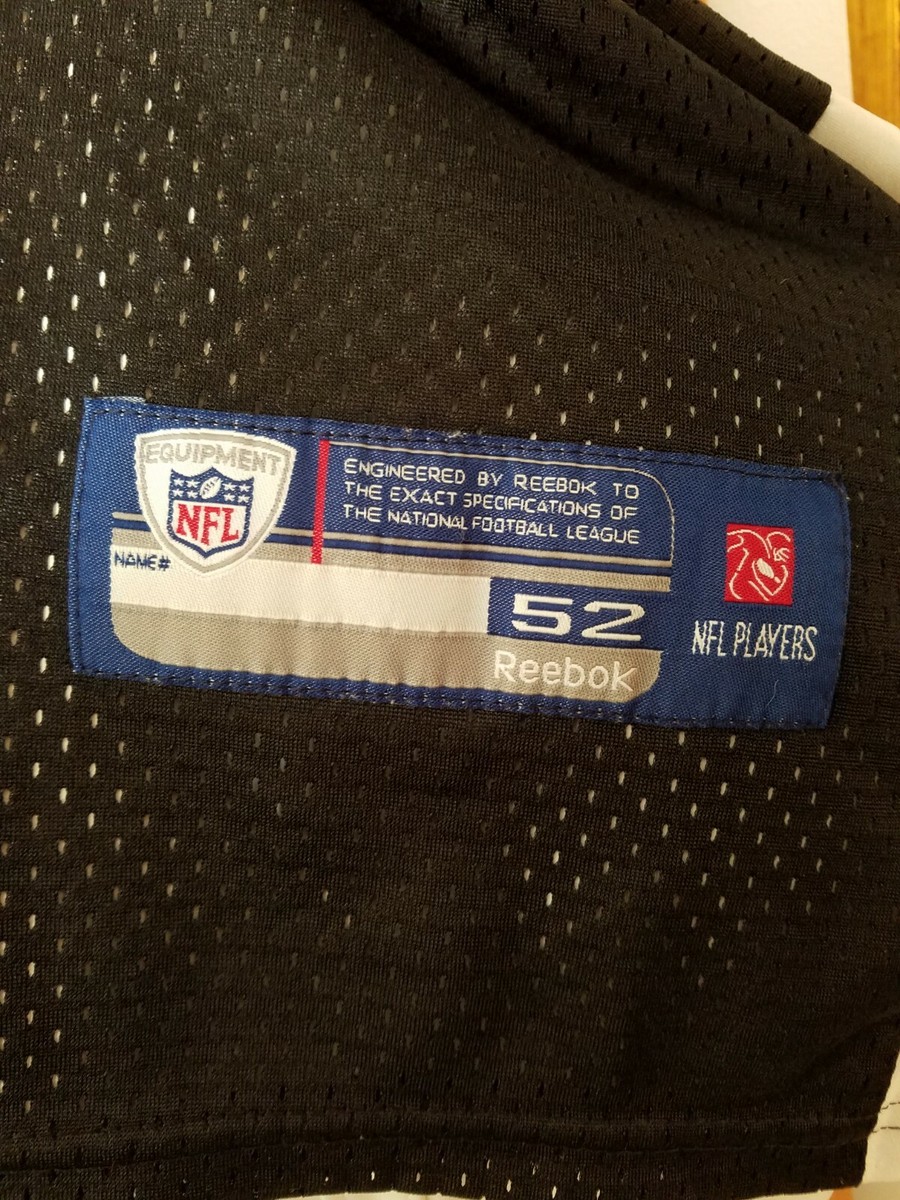 EQUIPMENT
NFL
ENGINEERED BY REEBOK TO
THE EXACT SPECIFICATIONS OF
THE NATIONAL FOOTBALL LEAGUE
NAME#
52
Reebok
NFL PLAYERS